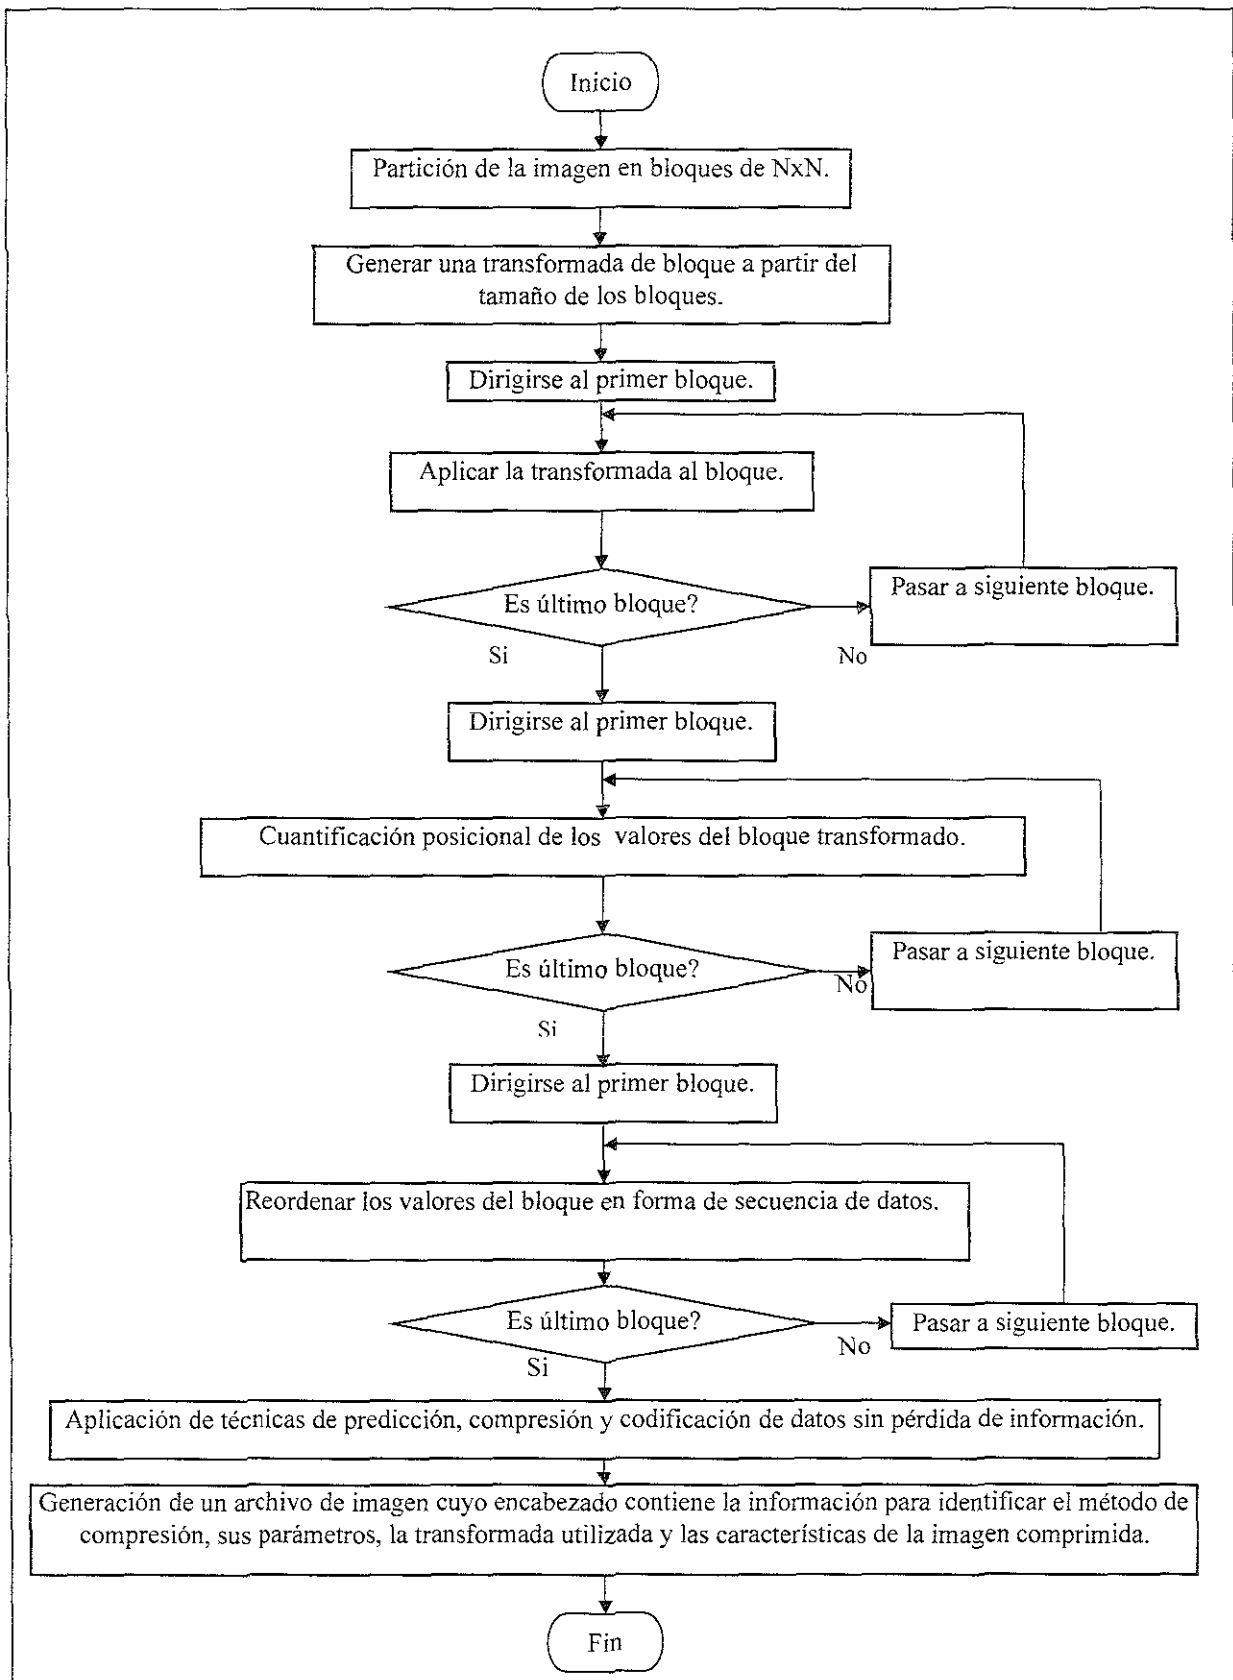 Inicio
Partición de la imagen en bloques de NxN.
Generar una transformada de bloque a partir del
tamaño de los bloques.
Dirigirse al primer bloque.
Aplicar la transformada al bloque.
Es último bloque?
Pasar a siguiente bloque.
Si
No
Dirigirse al primer bloque.
Cuantificación posicional de los valores del bloque transformado.
Es último bloque?
Pasar a siguiente bloque.
No
Si
Dirigirse al primer bloque.
Reordenar los valores del bloque en forma de secuencia de datos.
Es último bloque?
Pasar a siguiente bloque.
No
Si
Aplicación de técnicas de predicción, compresión y codificación de datos sin pérdida de información.
Generación de un archivo de imagen cuyo encabezado contiene la información para identificar el método de
compresión, sus parámetros, la transformada utilizada y las características de la imagen comprimida.
Fin